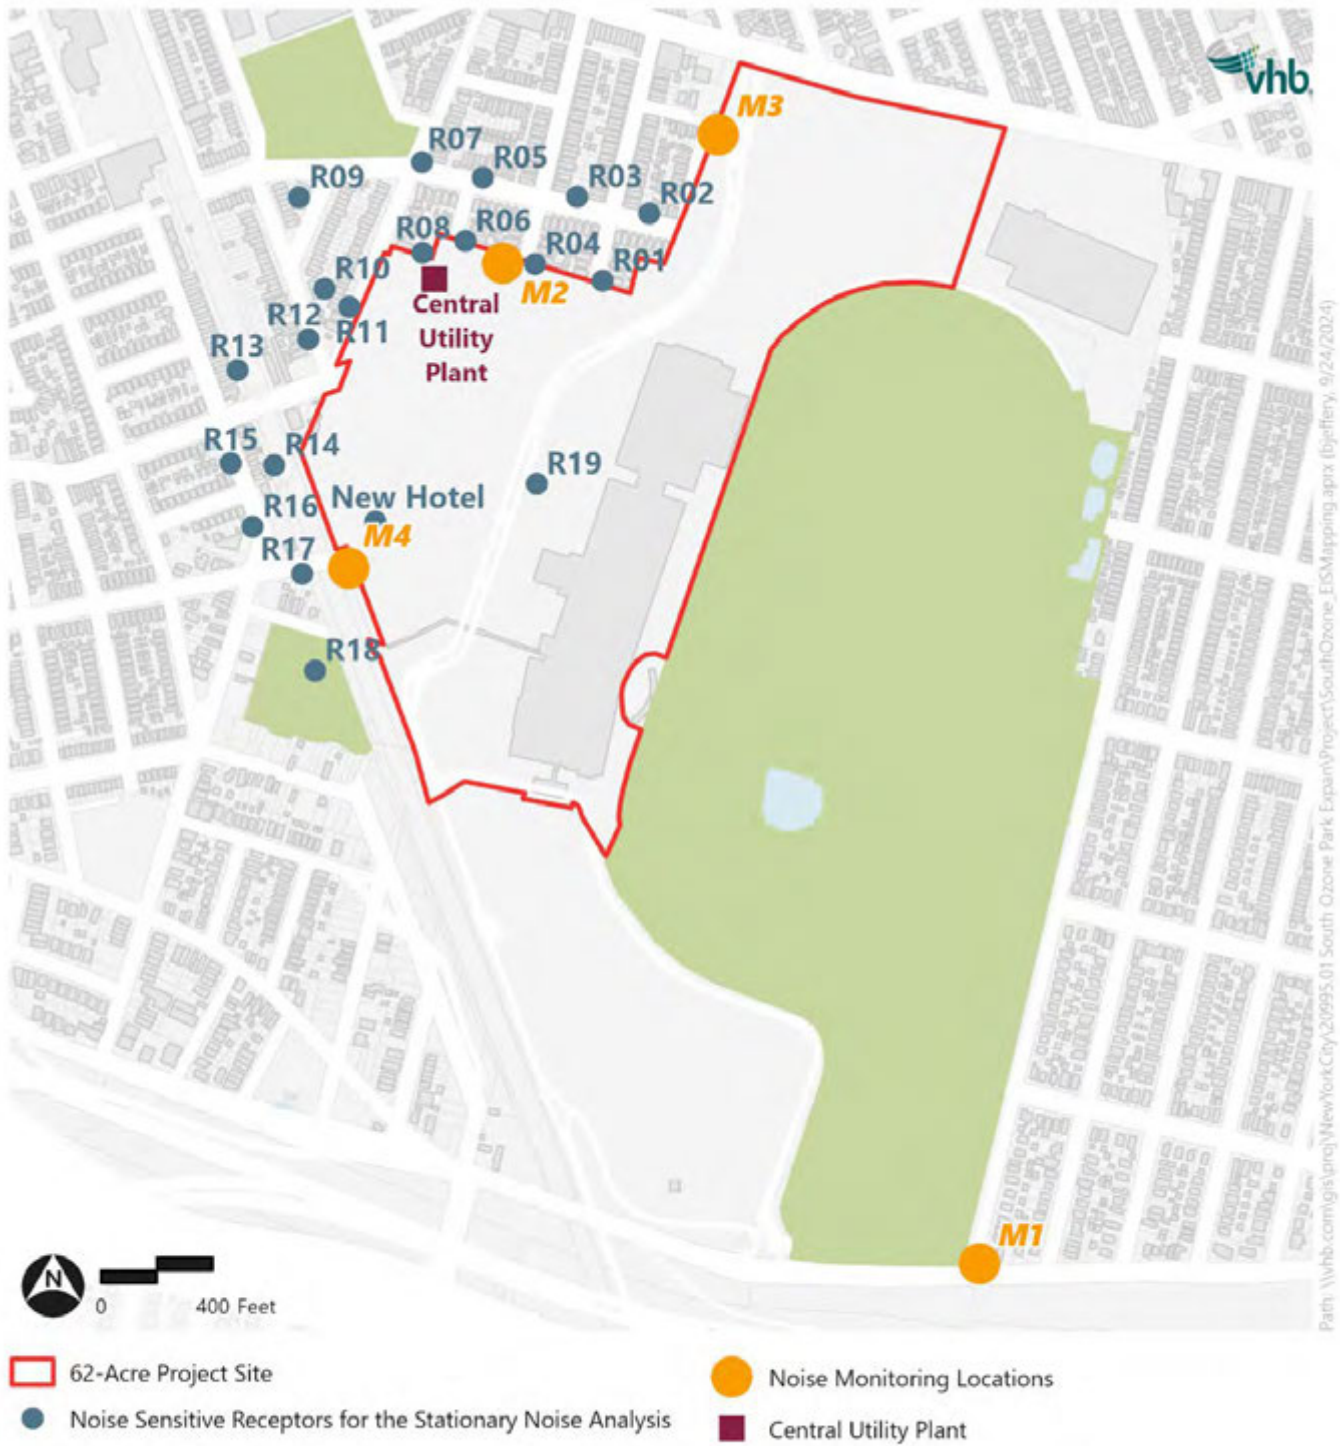 vhb
M3
R07
R05
R09
R03
R02
R08
R06
R04
R01
R10
M2
Central
Utility
Plant
R12
R11
R13
R15
R14
R19
New Hotel
R16
M4
R17
R18
M1
N
0
400 Feet
62-Acre Project Site
Noise Monitoring Locations
Noise Sensitive Receptors for the Stationary Noise Analysis
Central Utility Plant